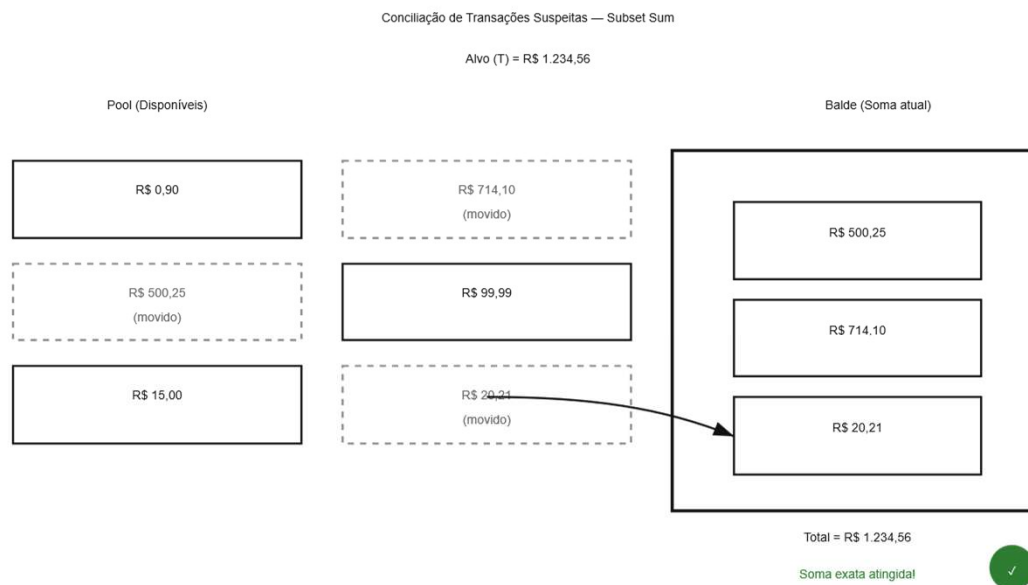 Conciliação de Transações Suspeitas — Subset Sum
Alvo (T) = R$ 1.234,56
Pool (Disponíveis)
Balde (Soma atual)
R$ 0,90
R$ 714,10
(movido)
R$ 500,25
(movido)
R$ 99,99
R$ 15,00
R$ 20,21
(movido)
R$ 500,25
R$ 714.10
R$ 20,21
Total = R$ 1.234,56
Soma exata atingida!
✓